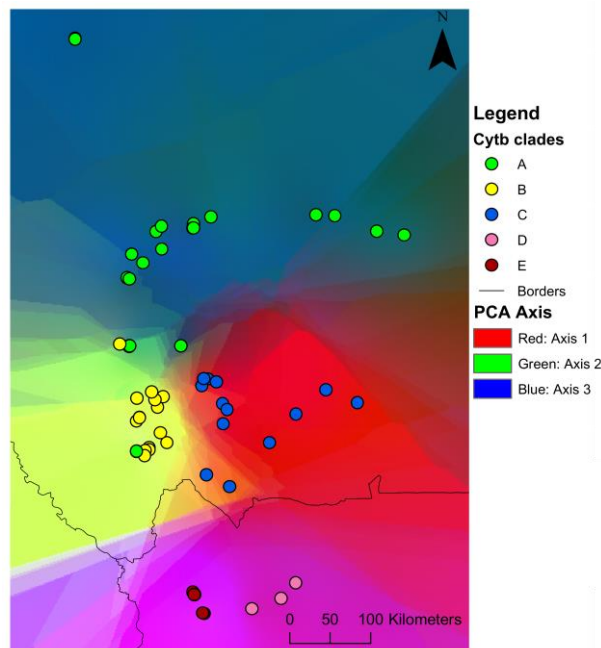 N
Legend
Cytb clades
A
B
C
D
E
Borders
PCA Axis
Red: Axis 1
Green: Axis 2
Blue: Axis 3
0 50 100 Kilometers